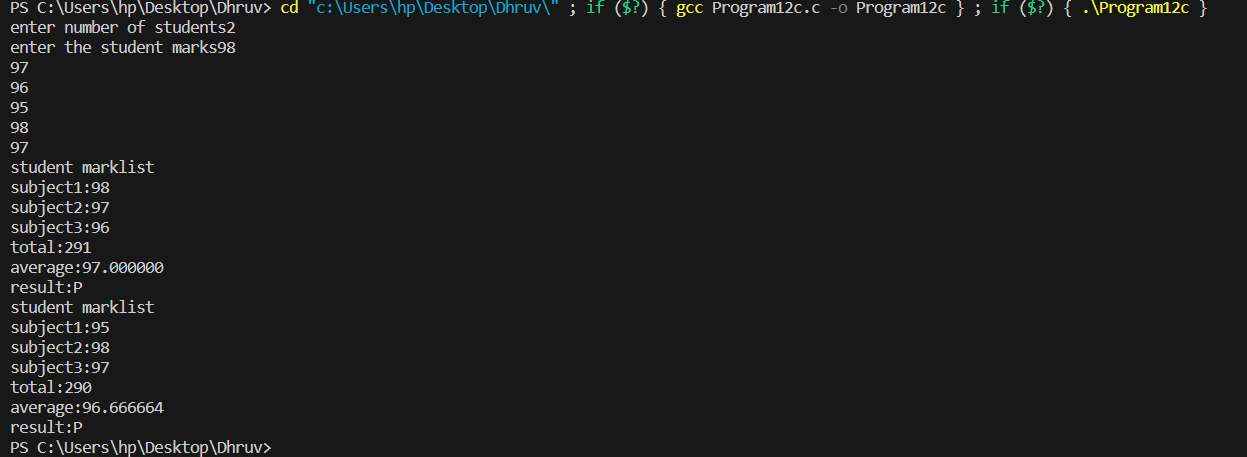 PS C:\Users\hp\Desktop\Dhruv> cd "c:\Users\hp\Desktop\Dhruv\" ; if ($?) { gcc Program12c.c -o Program12c } ; if ($?) { .\Program12c }
enter number of students2
enter the student marks98
97
96
95
98
97
student marklist
subject1:98
subject2:97
subject3:96
total:291
average:97.000000
result:P
student marklist
subject1:95
subject2:98
subject3:97
total:290
average:96.666664
result:P
PS C:\Users\hp\Desktop\Dhruv>